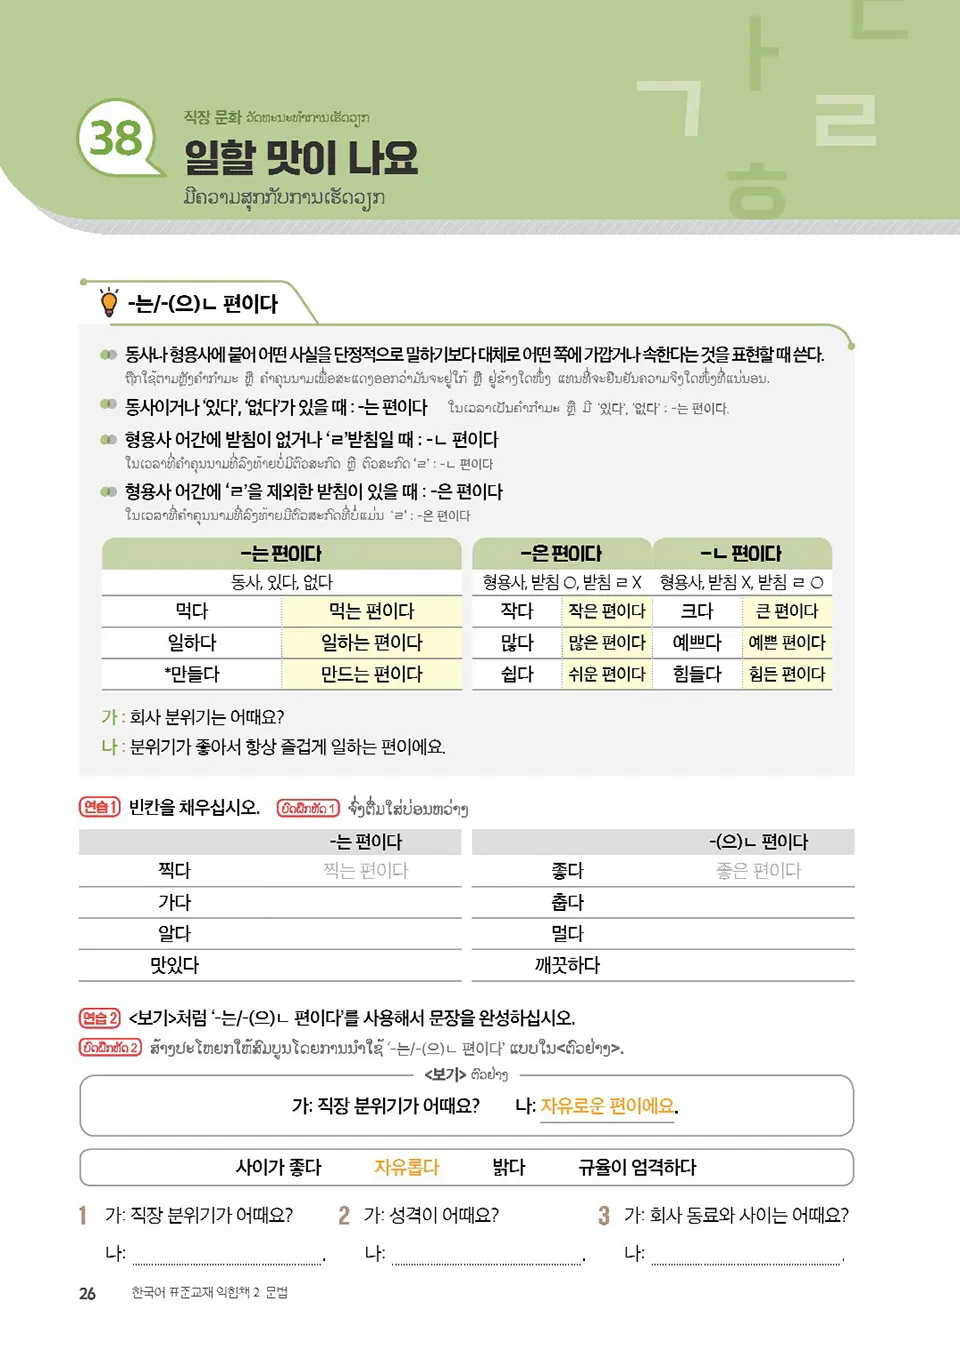 38
직장 문화 ວັດທະນະທຳການເຮັດວຽກ
일할 맛이 나요
ມີຄວາມສຸກກັບການເຮັດວຽກ
ㄱ ㅏ ㄹ ㄷ ㅎ
-는/-(으)ㄴ 편이다
동사나 형용사에 붙어 어떤 사실을 단정적으로 말하기보다 대체로 어떤 쪽에 가깝거나 속한다는 것을 표현할 때 쓴다.
ຖືກໃຊ້ຕາມຫຼັງຄຳກຳມະ ຫຼື ຄຳຄຸນນາມເພື່ອສະແດງອອກວ່າມັນຈະຢູ່ໃກ້ ຫຼື ຢູ່ຂ້າງໃດໜຶ່ງ ແທນທີ່ຈະຢືນຢັນຄວາມຈິງໃດໜຶ່ງທີ່ແນ່ນອນ.
동사이거나 ‘있다’, ‘없다’가 있을 때 : -는 편이다 ໃນເວລາເປັນຄຳກຳມະ ຫຼື ມີ ‘있다’, ‘없다’ : -는 편이다.
형용사 어간에 받침이 없거나 ‘ㄹ’받침일 때 : -ㄴ 편이다
ໃນເວລາທີ່ຄຳຄຸນນາມທີ່ລົງທ້າຍບໍ່ມີຕົວສະກົດ ຫຼື ຕົວສະກົດ ‘ㄹ’ : -ㄴ 편이다
형용사 어간에 ‘ㄹ’을 제외한 받침이 있을 때 : -은 편이다
ໃນເວລາທີ່ຄຳຄຸນນາມທີ່ລົງທ້າຍມີຕົວສະກົດທີ່ບໍ່ແມ່ນ ‘ㄹ’ : -은 편이다
-는 편이다 -은 편이다 -ㄴ 편이다
동사, 있다, 없다 형용사, 받침 O, 받침 ㄹ X 형용사, 받침 X, 받침 ㄹ O
먹다 먹는 편이다 작다 작은 편이다 크다 큰 편이다
일하다 일하는 편이다 많다 많은 편이다 예쁘다 예쁜 편이다
*만들다 만드는 편이다 쉽다 쉬운 편이다 힘들다 힘든 편이다
가 : 회사 분위기는 어때요?
나 : 분위기가 좋아서 항상 즐겁게 일하는 편이에요.
연습 1 빈칸을 채우십시오. ບົດຝຶກຫັດ 1 ຈົ່ງຕື່ມໃສ່ບ່ອນຫວ່າງ
-는 편이다 -(으)ㄴ 편이다
찍다 찍는 편이다 좋다 좋은 편이다
가다 춥다
알다 멀다
맛있다 깨끗하다
연습 2 <보기>처럼 ‘-는/-(으)ㄴ 편이다’를 사용해서 문장을 완성하십시오.
ບົດຝຶກຫັດ 2 ສ້າງປະໂຫຍກໃຫ້ສົມບູນໂດຍການນຳໃຊ້ ‘-는/-(으)ㄴ 편이다’ ແບບໃນ<ຕົວຢ່າງ>.
<보기> ຕົວຢ່າງ
가: 직장 분위기가 어때요? 나: 자유로운 편이에요.
사이가 좋다 자유롭다 밝다 규율이 엄격하다
1 가: 직장 분위기가 어때요? 2 가: 성격이 어때요? 3 가: 회사 동료와 사이는 어때요?
나: . 나: . 나: .
26 한국어 표준교재 익힘책 2 문법